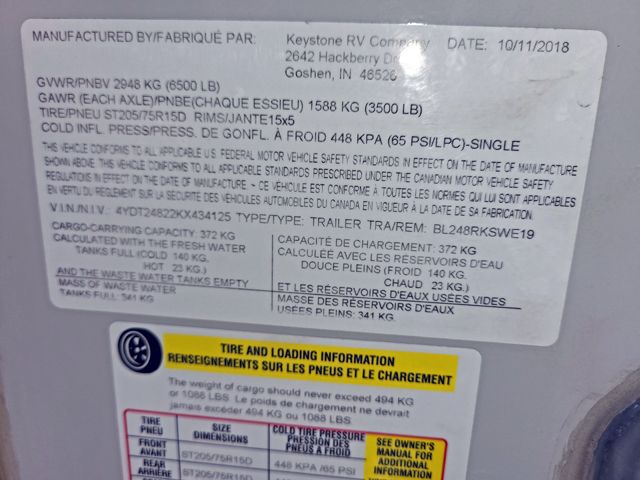 MANUFACTURED BY/FABRIQUÉ PAR: Keystone RV Company DATE: 10/11/2018
2642 Hackberry Dr
Goshen, IN 46526
GVWR/PNBV 2948 KG (6500 LB)
GAWR (EACH AXLE)/PNBE(CHAQUE ESSIEU) 1588 KG (3500 LB)
TIRE/PNEU ST205/75R15D RIMS/JANTE15x5
COLD INFL. PRESS/PRESS. DE GONFL. À FROID 448 KPA (65 PSI/LPC)-SINGLE
THIS VEHICLE CONFORMS TO ALL APPLICABLE U.S. FEDERAL MOTOR VEHICLE SAFETY STANDARDS IN EFFECT ON THE DATE OF MANUFACTURE
SHOWN ABOVE. THIS VEHICLE CONFORMS TO ALL APPLICABLE STANDARDS PRESCRIBED UNDER THE CANADIAN MOTOR VEHICLE SAFETY
REGULATIONS IN EFFECT ON THE DATE OF MANUFACTURE - CE VÉHICULE EST CONFORME À TOUTES LES NORMES QUI LUI SONT APPLICABLES
EN VERTU DU REGLEMENT SUR LA SÉCURITÉ DES VÉHICULES AUTOMOBILES DU CANADA EN VIGUEUR À LA DATE DE SA FABRICATION.
V.I.N./N.I.V.: 4YDT24822KX434125 TYPE/TYPE: TRAILER TRA/REM: BL248RKSWE19
CARGO-CARRYING CAPACITY: 372 KG
CALCULATED WITH THE FRESH WATER
TANKS FULL (COLD 140 KG.
HOT 23 KG.)
AND THE WASTE WATER TANKS EMPTY
MASS OF WASTE WATER
TANKS FULL: 341 KG
CAPACITÉ DE CHARGEMENT: 372 KG
CALCULÉE AVEC LES RÉSERVOIRS D'EAU
DOUCE PLEINS (FROID 140 KG.
CHAUD 23 KG.)
ET LES RÉSERVOIRS D'EAUX USÉES VIDES
MASSE DES RÉSERVOIRS D'EAUX
USÉES PLEINS: 341 KG.
TIRE AND LOADING INFORMATION
RENSEIGNEMENTS SUR LES PNEUS ET LE CHARGEMENT
The weight of cargo should never exceed 494 KG
or 1088 LBS. Le poids de chargement ne devrait
jamais excéder 494 KG ou 1088 LBS.
TIRE
PNEU
SIZE
DIMENSIONS
COLD TIRE PRESSURE
PRESSION DES
PNEUS À FROID
SEE OWNER'S
MANUAL FOR
ADDITIONAL
INFORMATION
FRONT
AVANT
ST205/75R15D
448 KPA /65 PSI
REAR
ARRIÈRE
ST205/75R15D
448 KPA /65 PSI